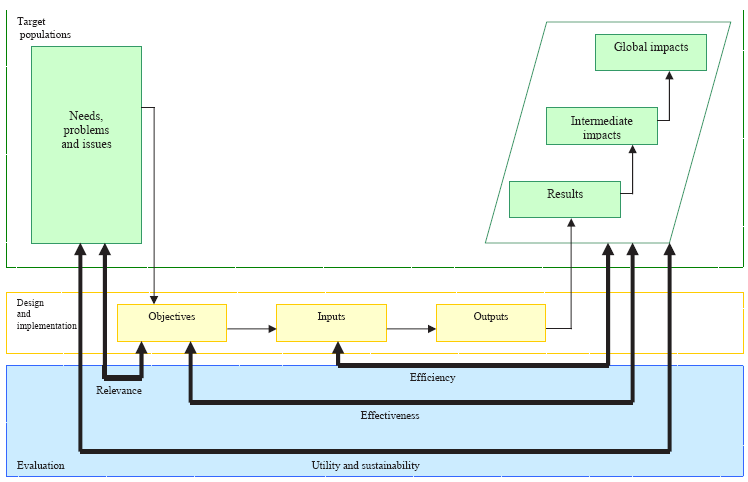 Target
populations
Global impacts
Needs,
problems
and issues
Intermediate
impacts
Results
Design
and
implementation
Objectives
Inputs
Outputs
Efficiency
Relevance
Effectiveness
Evaluation
Utility and sustainability